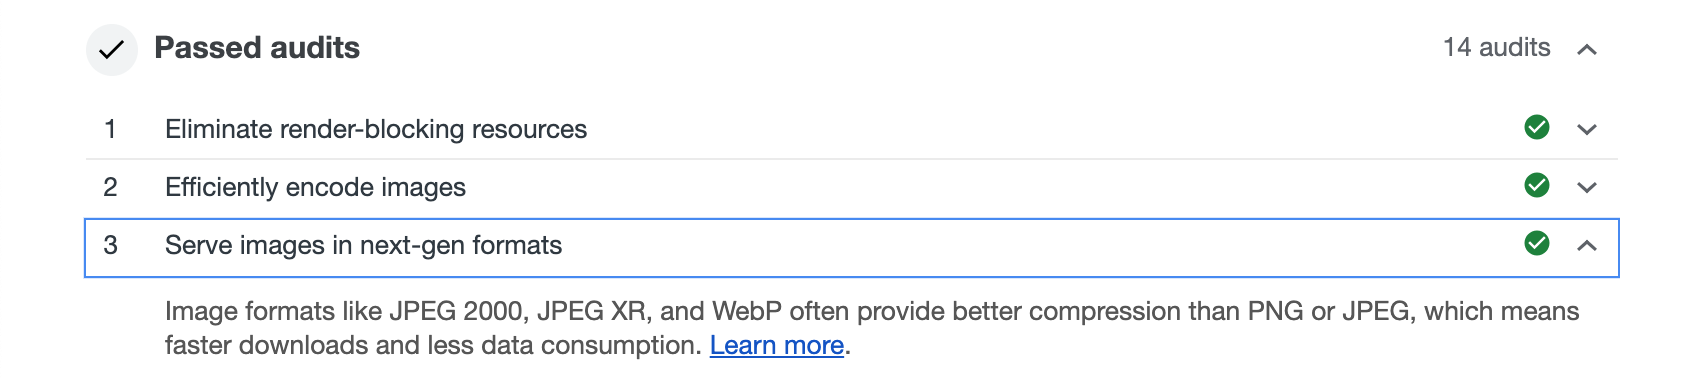 Passed audits 14 audits
1 Eliminate render-blocking resources
2 Efficiently encode images
3 Serve images in next-gen formats
Image formats like JPEG 2000, JPEG XR, and WebP often provide better compression than PNG or JPEG, which means
faster downloads and less data consumption. Learn more.